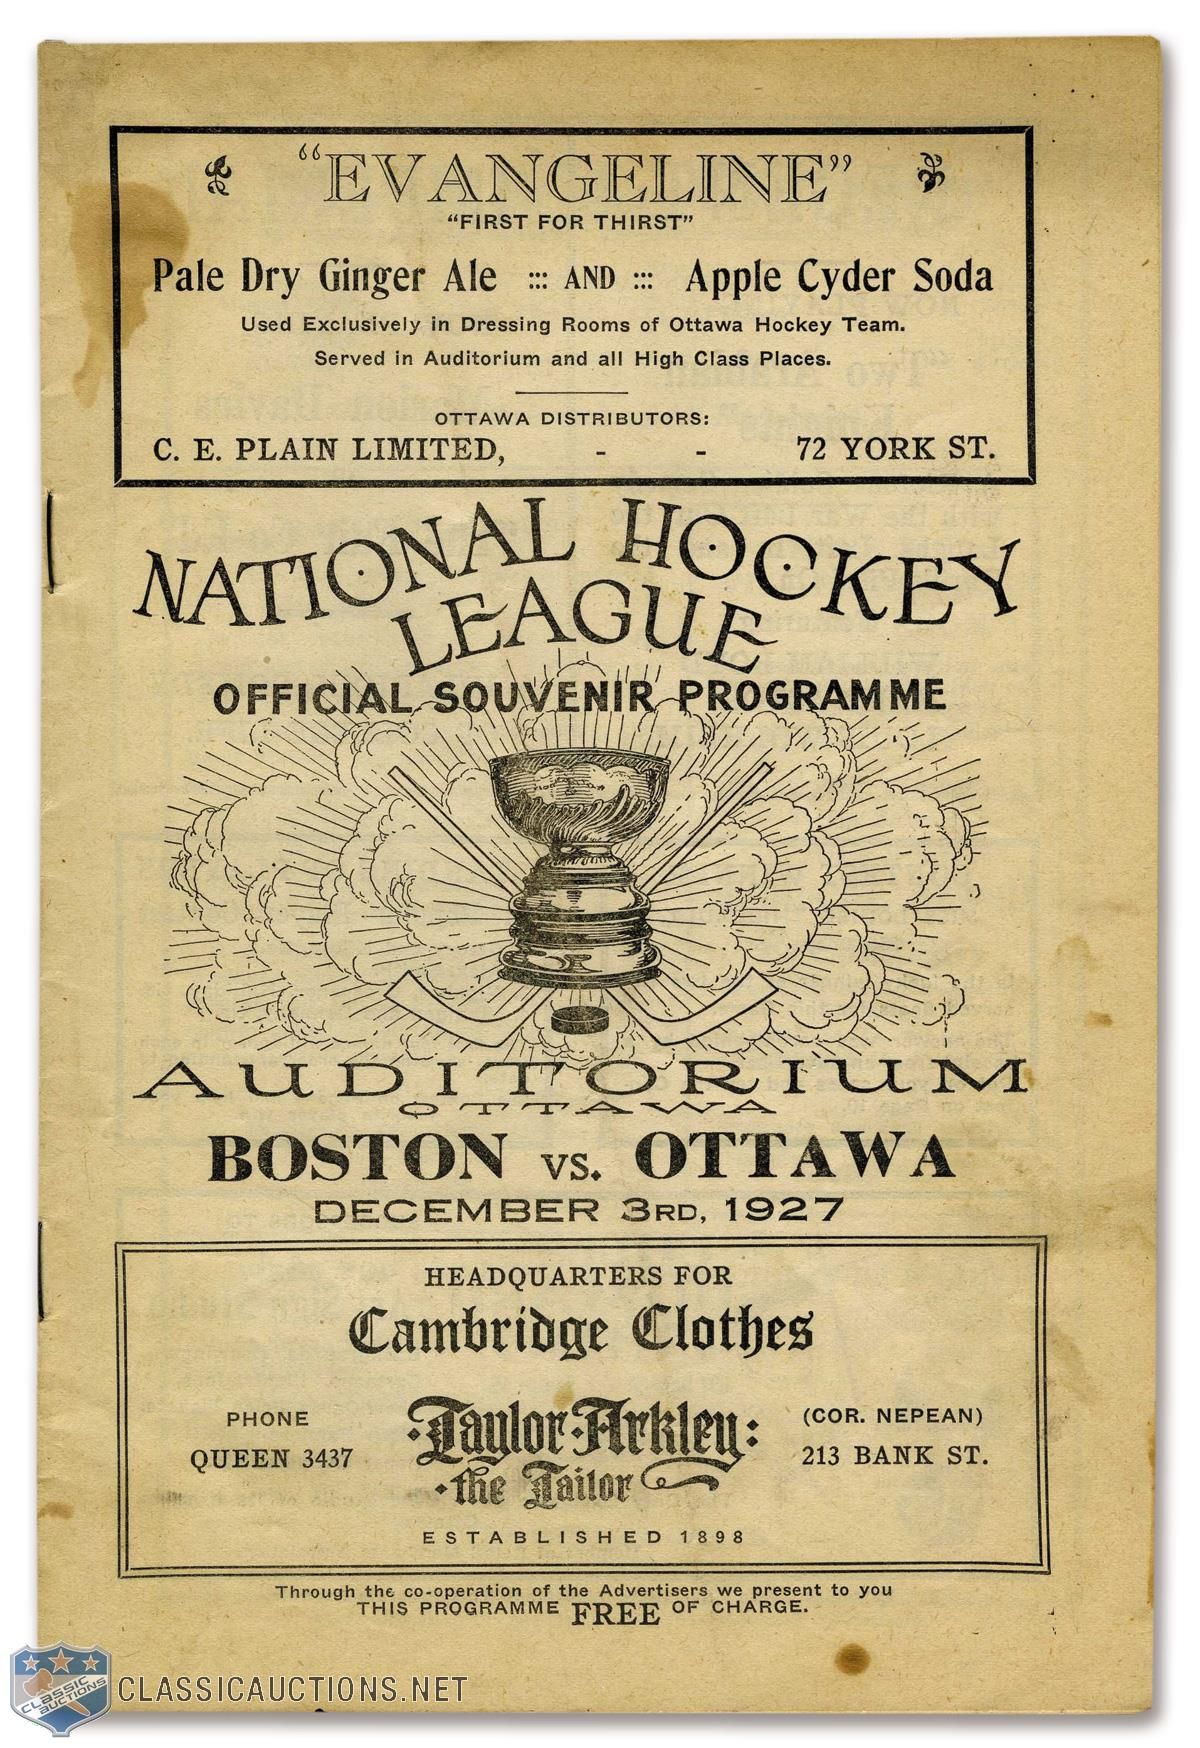 "EVANGELINE"
"FIRST FOR THIRST"
Pale Dry Ginger Ale ::: AND ::: Apple Cyder Soda
Used Exclusively in Dressing Rooms of Ottawa Hockey Team.
Served in Auditorium and all High Class Places.
OTTAWA DISTRIBUTORS:
C. E. PLAIN LIMITED, - - 72 YORK ST.
NATIONAL HOCKEY
LEAGUE
OFFICIAL SOUVENIR PROGRAMME
AUDITORIUM
OTTAWA
BOSTON vs. OTTAWA
DECEMBER 3RD, 1927
HEADQUARTERS FOR
Cambridge Clothes
PHONE
QUEEN 3437
Taylor-Arkley:
the Tailor
(COR. NEPEAN)
213 BANK ST.
ESTABLISHED 1898
Through the co-operation of the Advertisers we present to you
THIS PROGRAMME FREE OF CHARGE.
CLASSIC
AUCTIONS
CLASSICAUCTIONS.NET